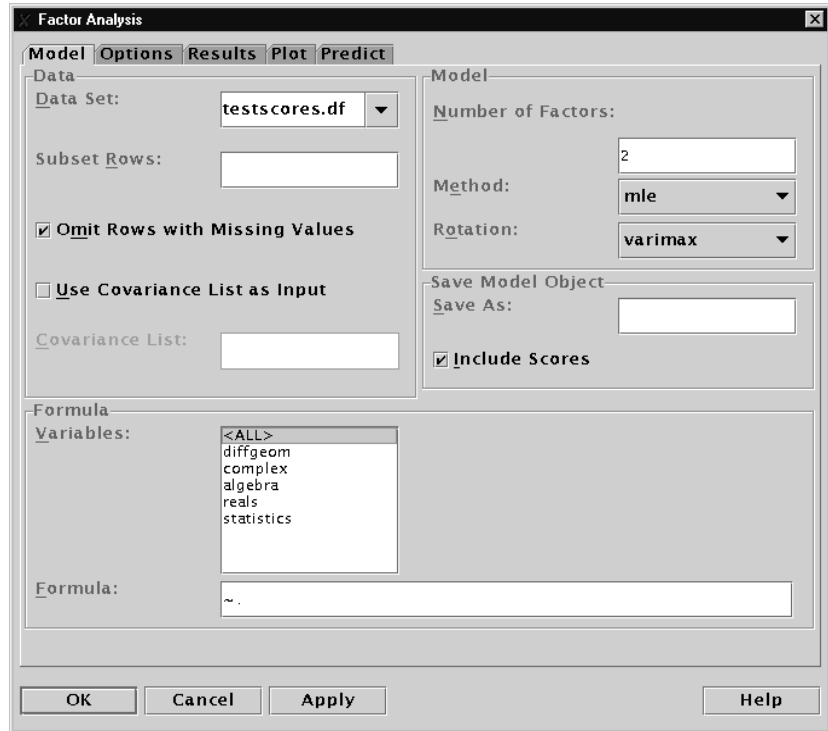 Factor Analysis
Model Options Results Plot Predict
Data
Data Set:
testscores.df
Subset Rows:
Omit Rows with Missing Values
Use Covariance List as Input
Covariance List:
Model
Number of Factors:
2
Method:
mle
Rotation:
varimax
Save Model Object
Save As:
Include Scores
Formula
Variables:
<ALL>
diffgeom
complex
algebra
reals
statistics
Formula:
~.
OK Cancel Apply Help